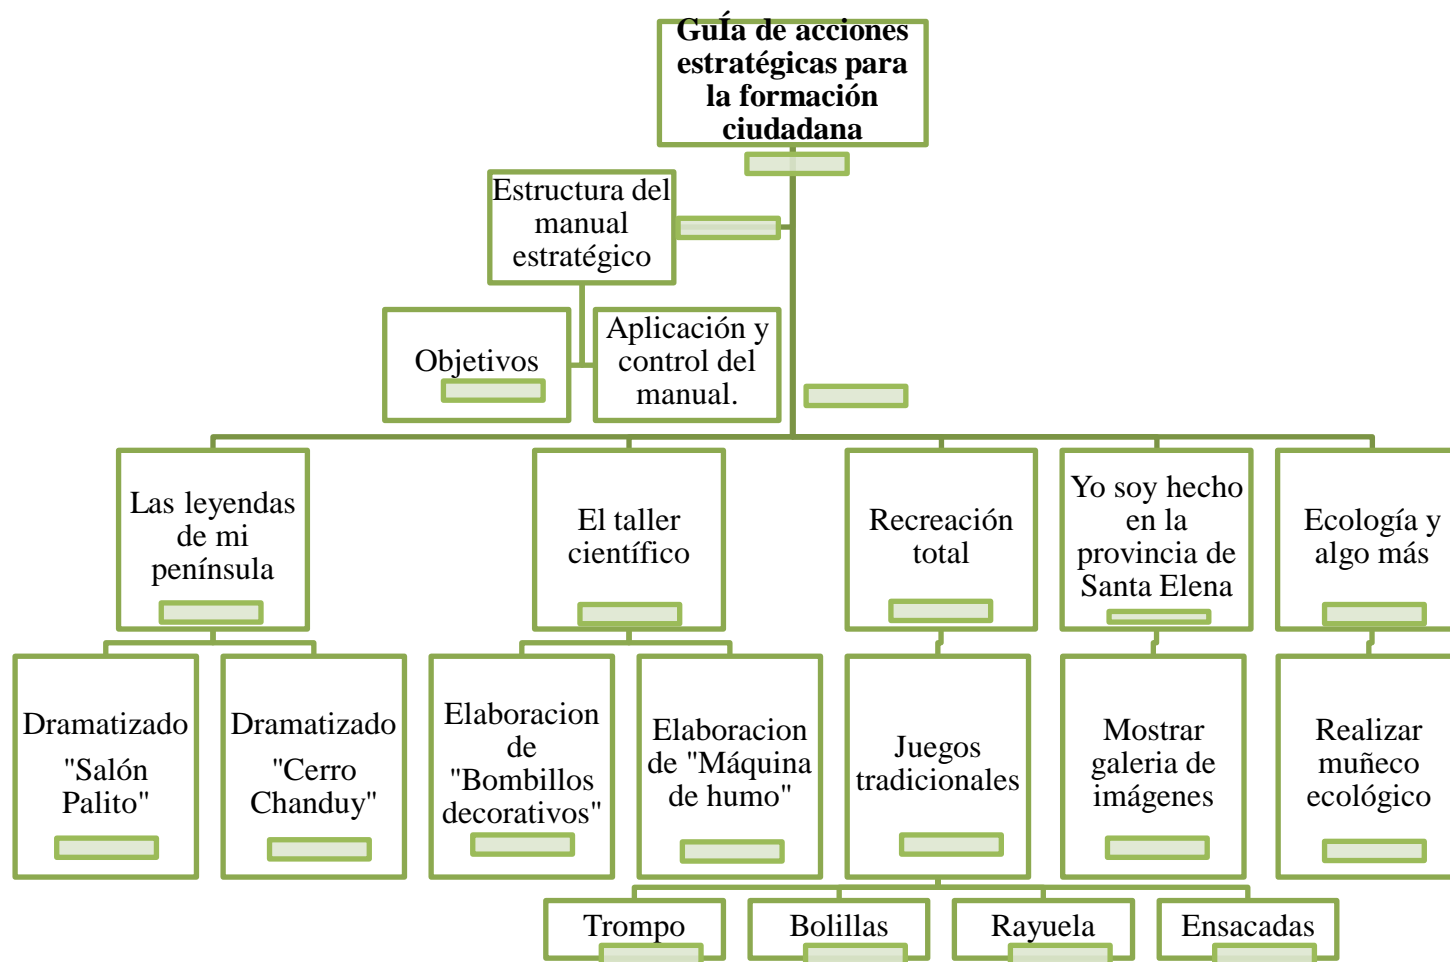 GuÍa de acciones
estratégicas para
la formación
ciudadana
Estructura del
manual
estratégico
Objetivos
Aplicación y
control del
manual.
Las leyendas
de mi
península
El taller
científico
Recreación
total
Yo soy hecho
en la
provincia de
Santa Elena
Ecología y
algo más
Dramatizado
"Salón
Palito"
Dramatizado
"Cerro
Chanduy"
Elaboracion
de
"Bombillos
decorativos"
Elaboracion
de "Máquina
de humo"
Juegos
tradicionales
Mostrar
galeria de
imágenes
Realizar
muñeco
ecológico
Trompo
Bolillas
Rayuela
Ensacadas